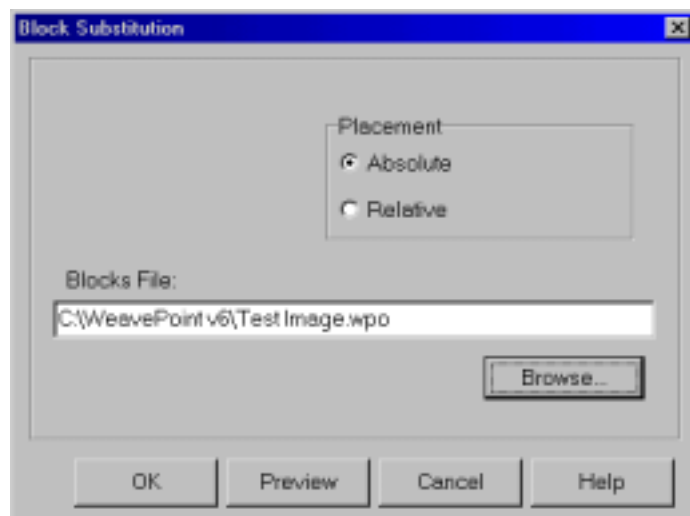 Block Substitution
Placement
Absolute
Relative
Blocks File:
C:\WeavePoint v6\Test Image.wpo
Browse...
OK Preview Cancel Help